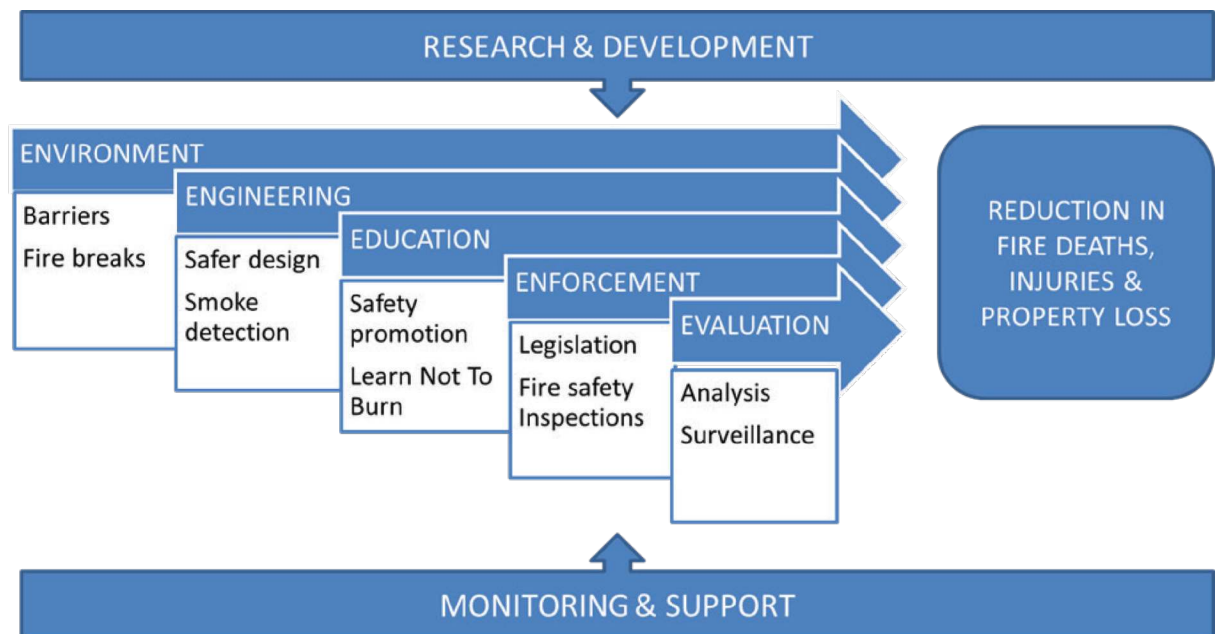 RESEARCH & DEVELOPMENT
ENVIRONMENT
Barriers
Fire breaks
ENGINEERING
Safer design
Smoke
detection
EDUCATION
Safety
promotion
Learn Not To
Burn
ENFORCEMENT
Legislation
Fire safety
Inspections
EVALUATION
Analysis
Surveillance
REDUCTION IN
FIRE DEATHS,
INJURIES &
PROPERTY LOSS
MONITORING & SUPPORT